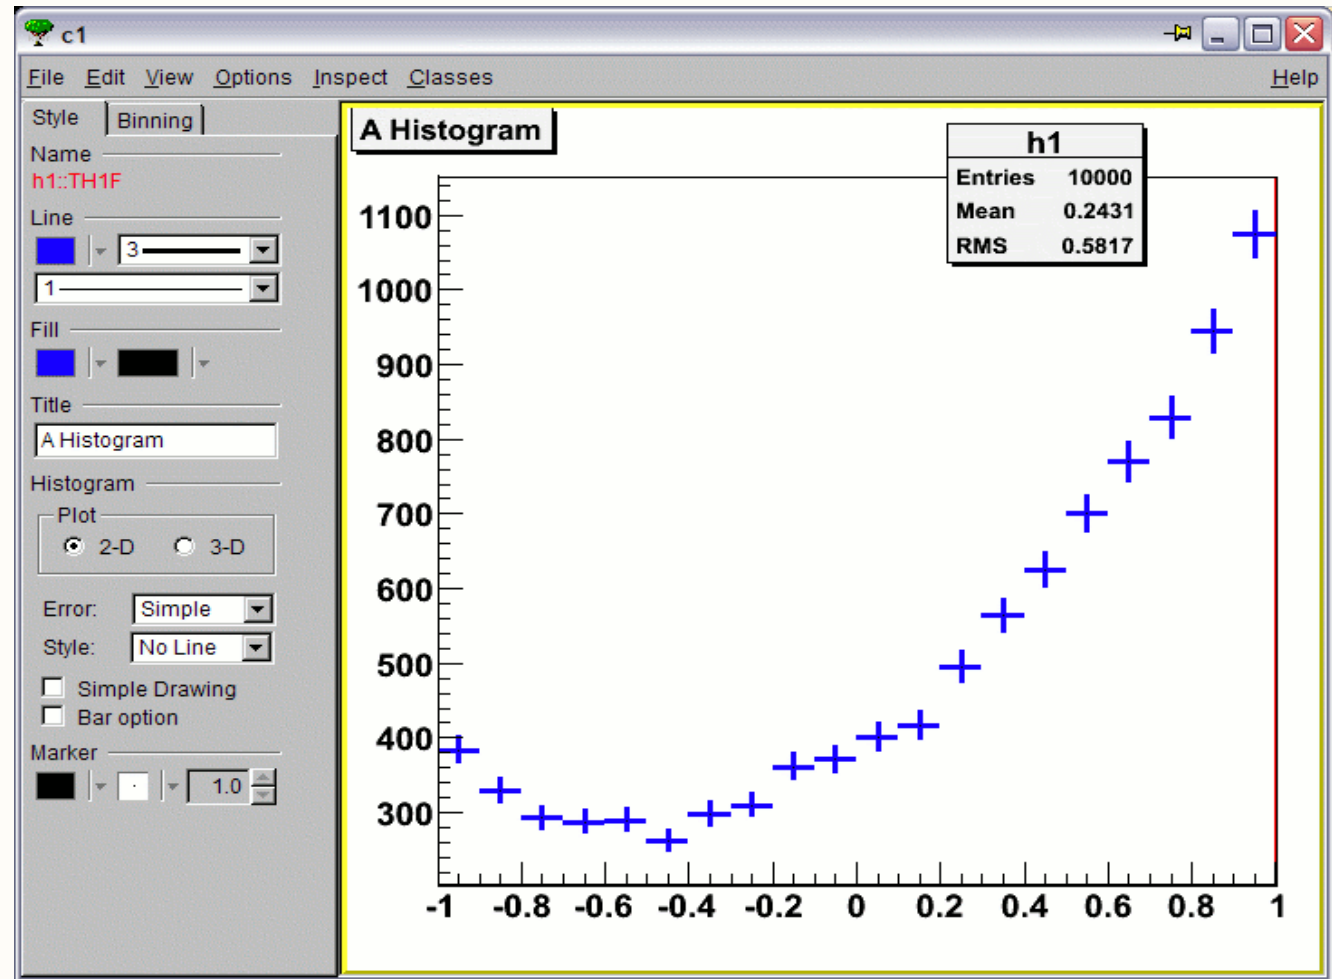 c1
File Edit View Options Inspect Classes Help
Style Binning
Name
h1::TH1F
Line
3
1
Fill
Title
A Histogram
Histogram
Plot
2-D 3-D
Error: Simple
Style: No Line
Simple Drawing
Bar option
Marker
1.0
A Histogram
h1
Entries 10000
Mean 0.2431
RMS 0.5817
1100
1000
900
800
700
600
500
400
300
-1 -0.8 -0.6 -0.4 -0.2 0 0.2 0.4 0.6 0.8 1